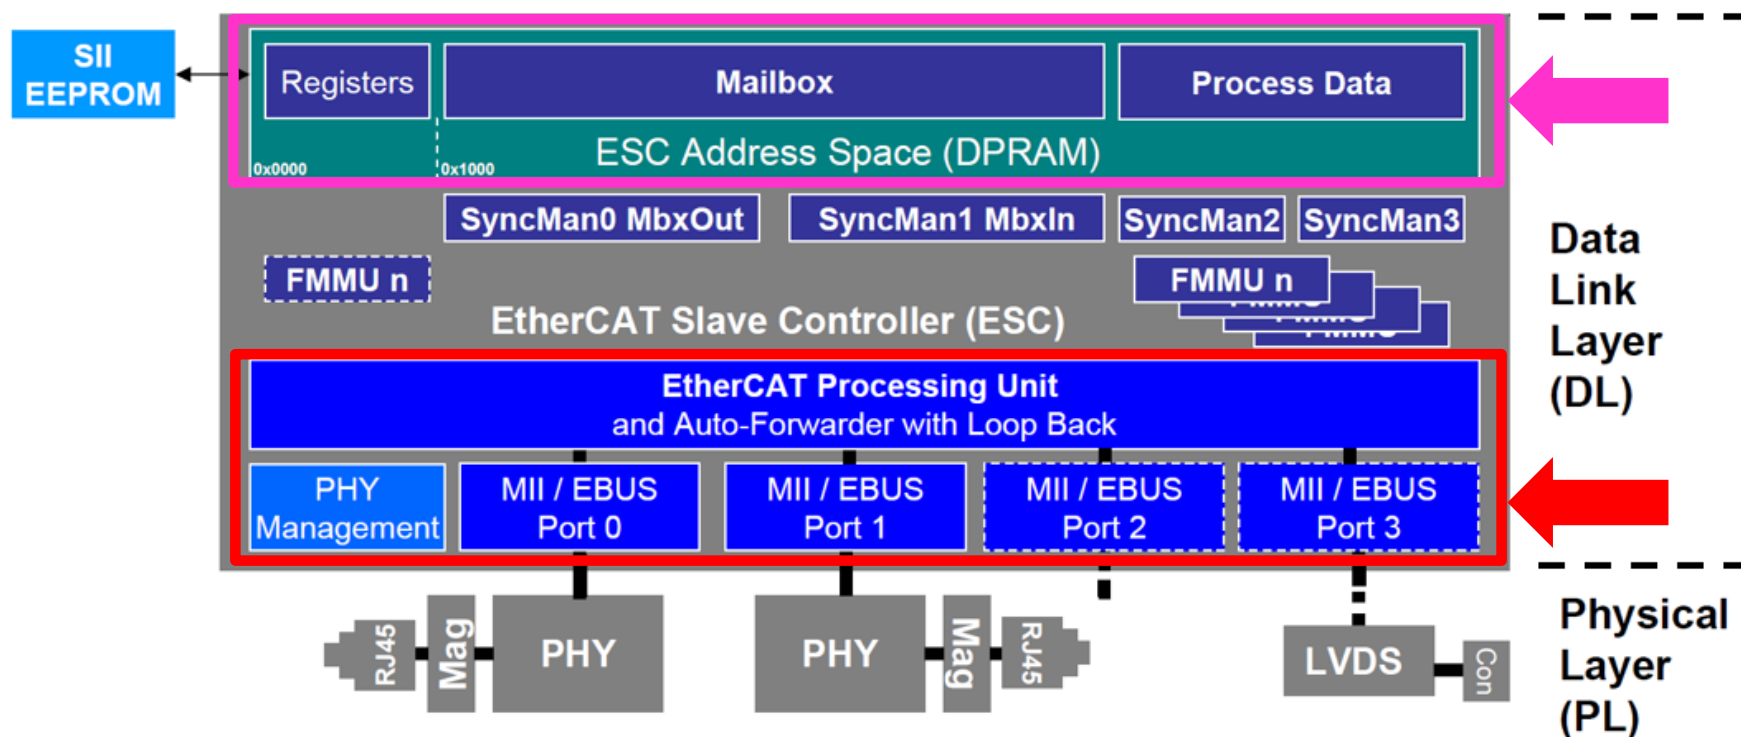 SII
EEPROM
Registers
Mailbox
Process Data
ESC Address Space (DPRAM)
0x0000
0x1000
SyncMan0 MbxOut
SyncMan1 MbxIn
SyncMan2
SyncMan3
FMMU n
FMMU n
FMMU
FMMU
FMMU
EtherCAT Slave Controller (ESC)
Data
Link
Layer
(DL)
EtherCAT Processing Unit
and Auto-Forwarder with Loop Back
PHY
Management
MII / EBUS
Port 0
MII / EBUS
Port 1
MII / EBUS
Port 2
MII / EBUS
Port 3
RJ45
Mag
PHY
PHY
Mag
RJ45
LVDS
Con
Physical
Layer
(PL)